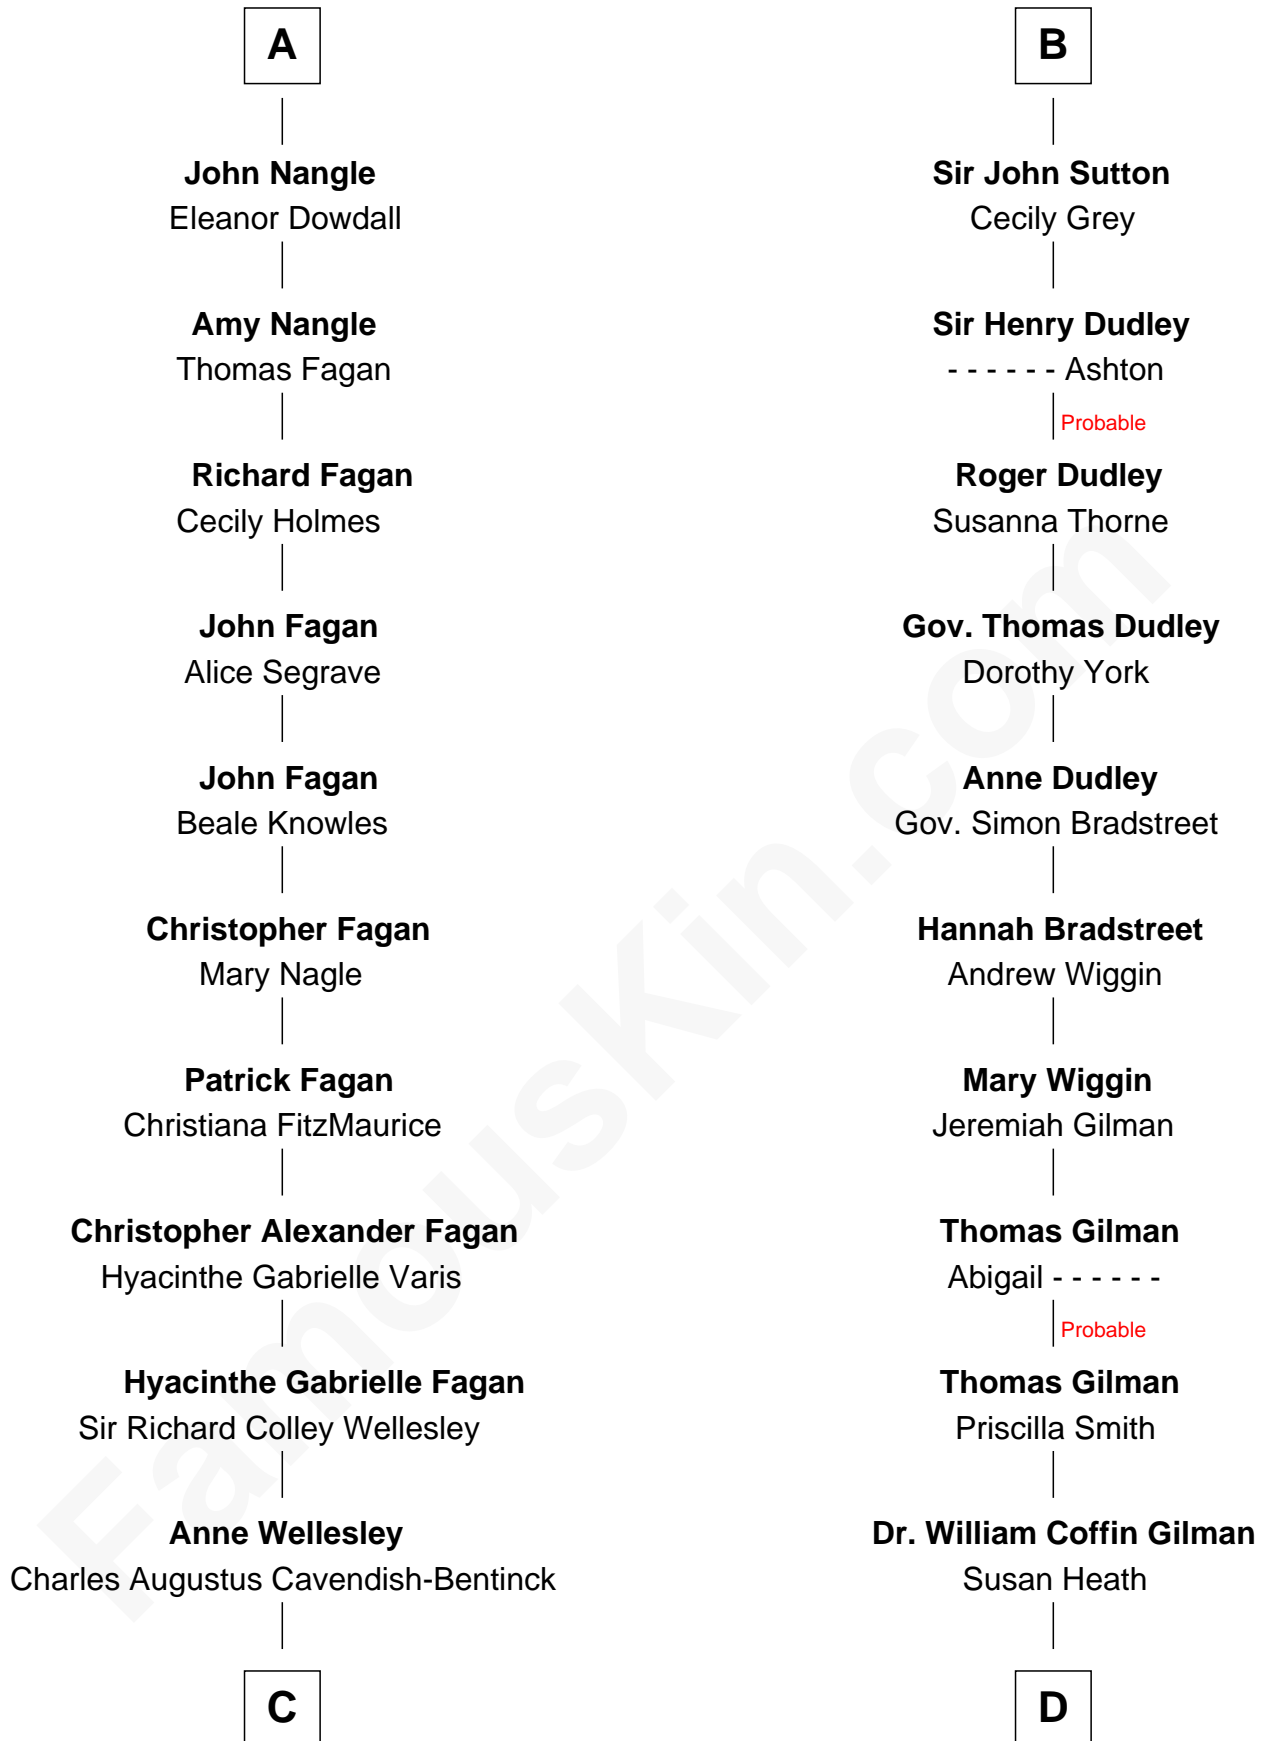 A
John Nangle
Eleanor Dowdall
Amy Nangle
Thomas Fagan
Richard Fagan
Cecily Holmes
John Fagan
Alice Segrave
John Fagan
Beale Knowles
Christopher Fagan
Mary Nagle
Patrick Fagan
Christiana FitzMaurice
Christopher Alexander Fagan
Hyacinthe Gabrielle Varis
Hyacinthe Gabrielle Fagan
Sir Richard Colley Wellesley
Anne Wellesley
Charles Augustus Cavendish-Bentinck
C
B
Sir John Sutton
Cecily Grey
Sir Henry Dudley
- - - - - - Ashton
Probable
Roger Dudley
Susanna Thorne
Gov. Thomas Dudley
Dorothy York
Anne Dudley
Gov. Simon Bradstreet
Hannah Bradstreet
Andrew Wiggin
Mary Wiggin
Jeremiah Gilman
Thomas Gilman
Abigail - - - - - -
Probable
Thomas Gilman
Priscilla Smith
Dr. William Coffin Gilman
Susan Heath
D
FamousKin.com